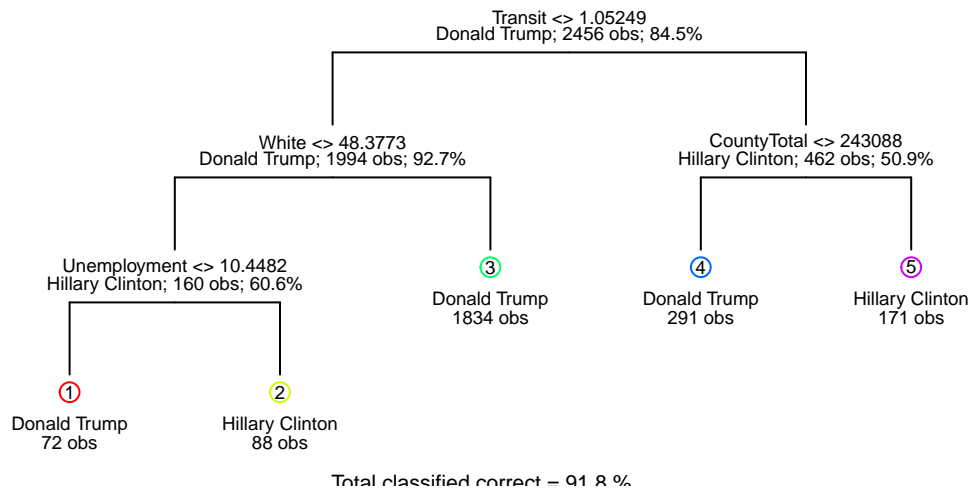 Transit <> 1.05249
Donald Trump; 2456 obs; 84.5%
White <> 48.3773
Donald Trump; 1994 obs; 92.7%
CountyTotal <> 243088
Hillary Clinton; 462 obs; 50.9%
Unemployment <> 10.4482
Hillary Clinton; 160 obs; 60.6%
3
Donald Trump
1834 obs
4
Donald Trump
291 obs
5
Hillary Clinton
171 obs
1
Donald Trump
72 obs
2
Hillary Clinton
88 obs
Total classified correct = 91.8 %